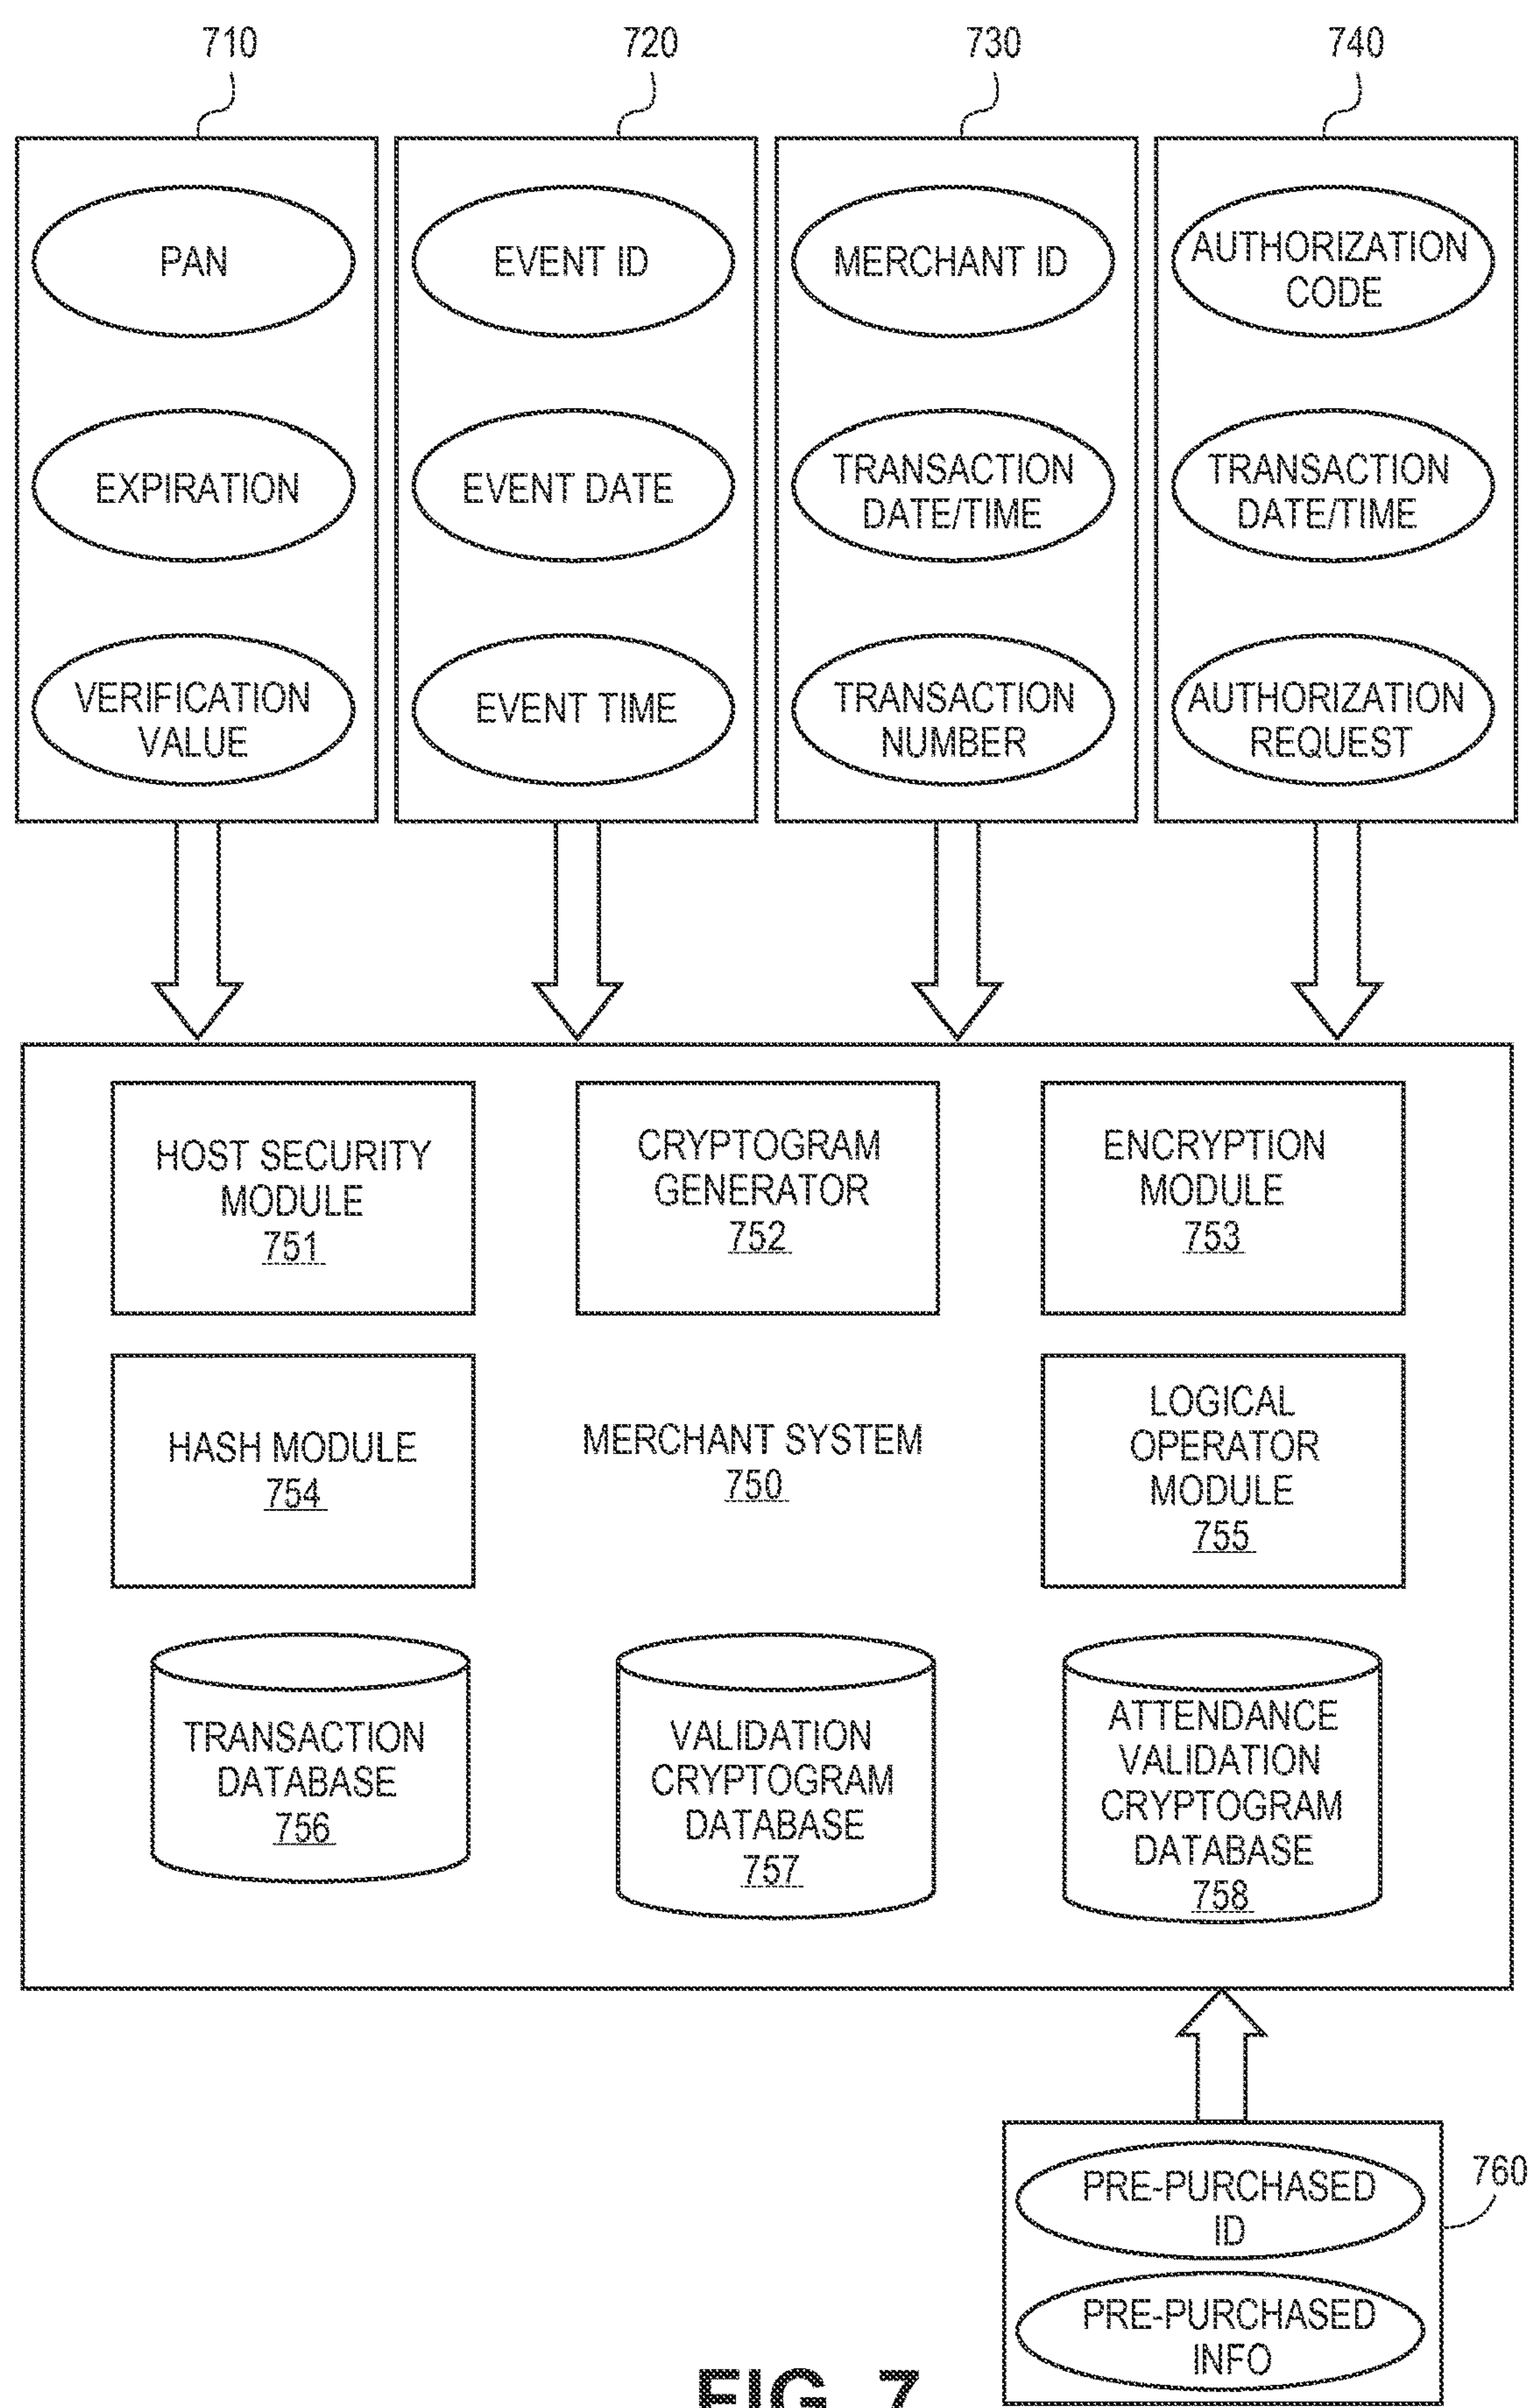 710
720
730
740
PAN
EVENT ID
MERCHANT ID
AUTHORIZATION
CODE
EXPIRATION
EVENT DATE
TRANSACTION
DATE/TIME
TRANSACTION
DATE/TIME
VERIFICATION
VALUE
EVENT TIME
TRANSACTION
NUMBER
AUTHORIZATION
REQUEST
HOST SECURITY
MODULE
751
CRYPTOGRAM
GENERATOR
752
ENCRYPTION
MODULE
753
HASH MODULE
754
MERCHANT SYSTEM
750
LOGICAL
OPERATOR
MODULE
755
TRANSACTION
DATABASE
756
VALIDATION
CRYPTOGRAM
DATABASE
757
ATTENDANCE
VALIDATION
CRYPTOGRAM
DATABASE
758
PRE-PURCHASED
ID
760
PRE-PURCHASED
INFO
FIG. 7